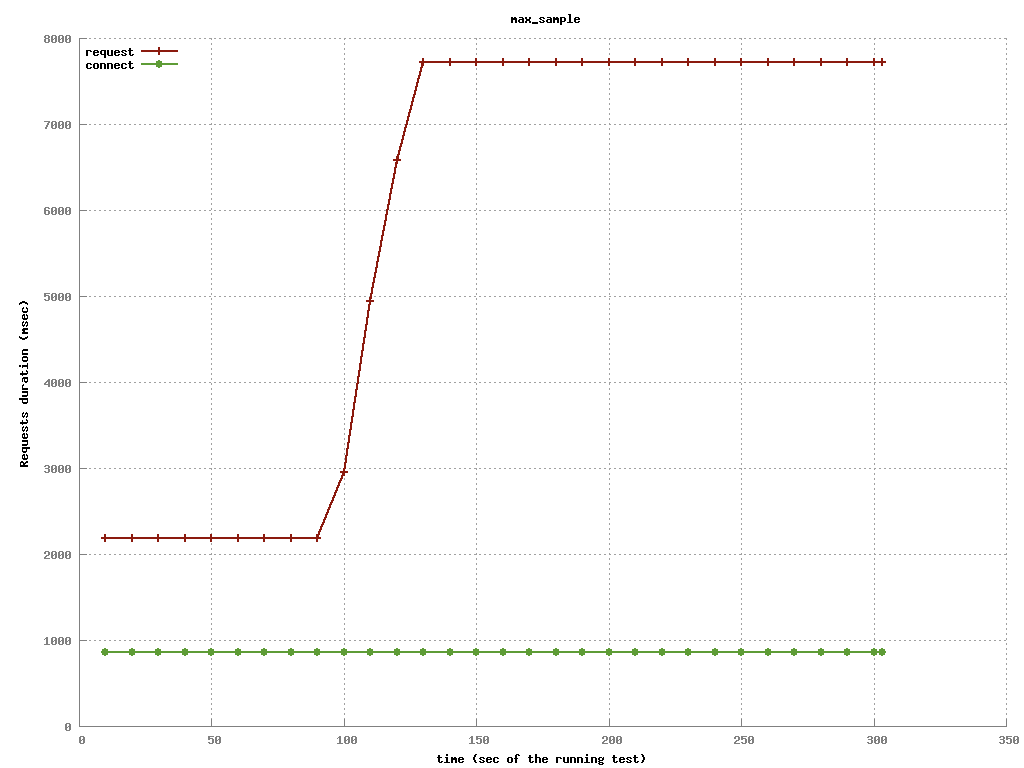 max_sample
8000
request
connect
7000
6000
5000
4000
3000
2000
1000
0
Requests duration (msec)
0 50 100 150 200 250 300 350
time (sec of the running test)